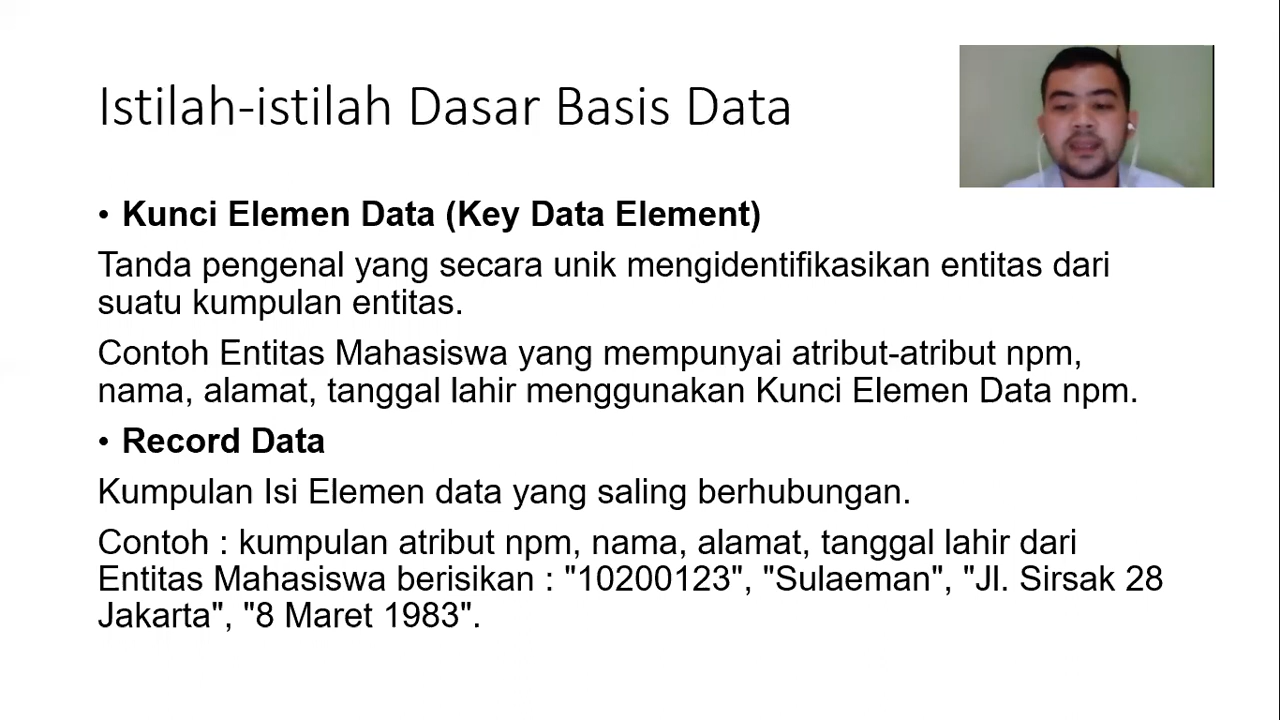 Istilah-istilah Dasar Basis Data
• Kunci Elemen Data (Key Data Element)
Tanda pengenal yang secara unik mengidentifikasikan entitas dari
suatu kumpulan entitas.
Contoh Entitas Mahasiswa yang mempunyai atribut-atribut npm,
nama, alamat, tanggal lahir menggunakan Kunci Elemen Data npm.
• Record Data
Kumpulan Isi Elemen data yang saling berhubungan.
Contoh : kumpulan atribut npm, nama, alamat, tanggal lahir dari
Entitas Mahasiswa berisikan : "10200123", "Sulaeman", "Jl. Sirsak 28
Jakarta", "8 Maret 1983".